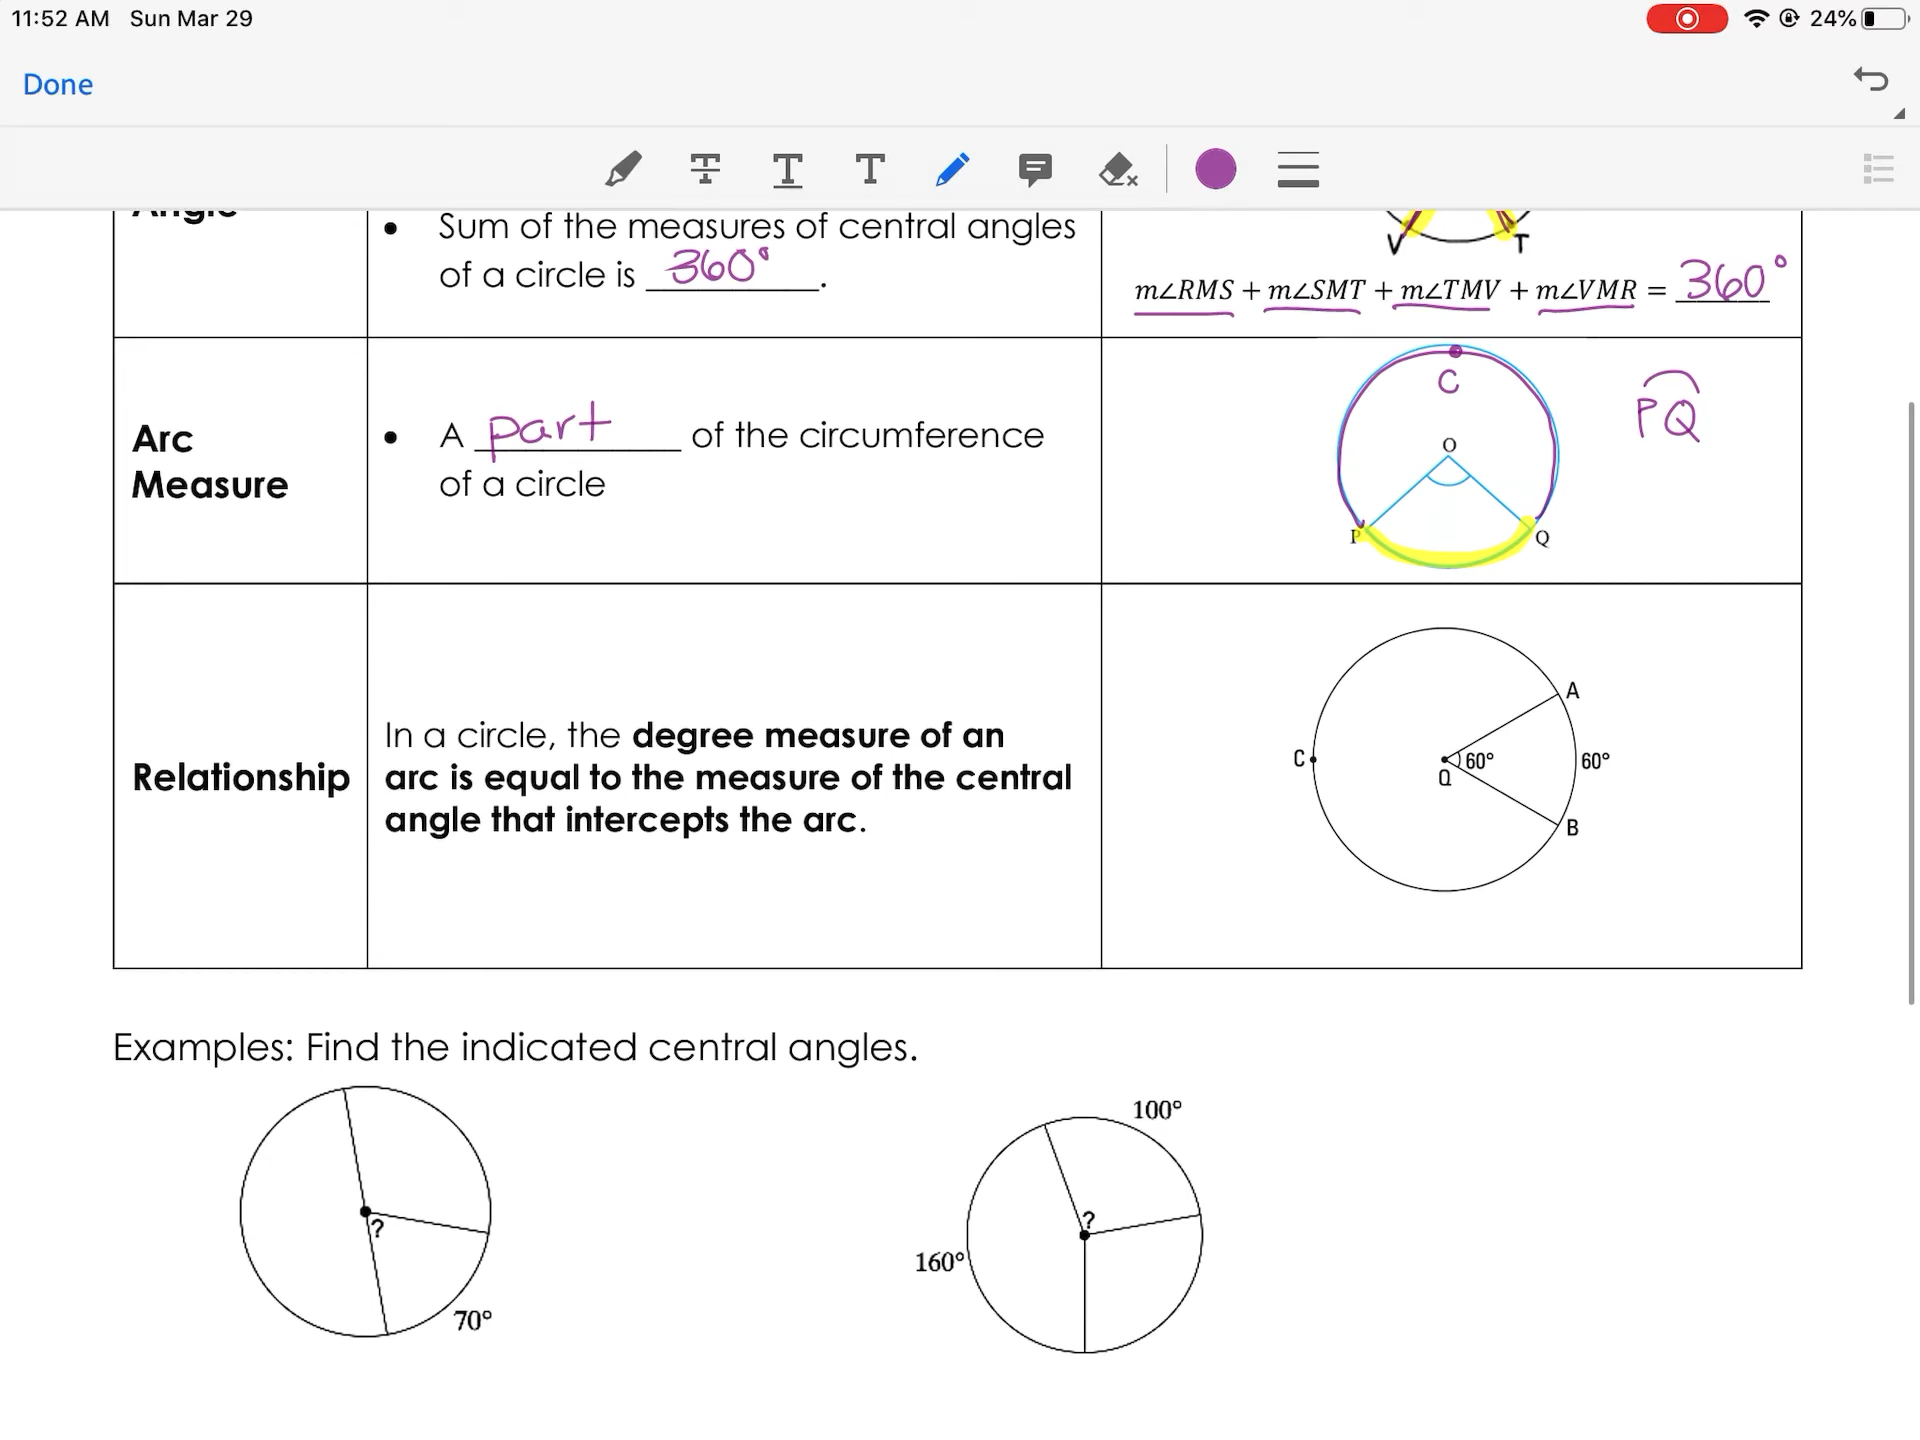 11:52 AM Sun Mar 29
24%
Done
Angle
• Sum of the measures of central angles
of a circle is 360°.
V T
m∠RMS + m∠SMT + m∠TMV + m∠VMR = 360°
Arc
Measure
• A part of the circumference
of a circle
C
O
P Q
PQ
Relationship
In a circle, the degree measure of an
arc is equal to the measure of the central
angle that intercepts the arc.
A
C 60° 60°
Q
B
Examples: Find the indicated central angles.
?
70°
100°
?
160°